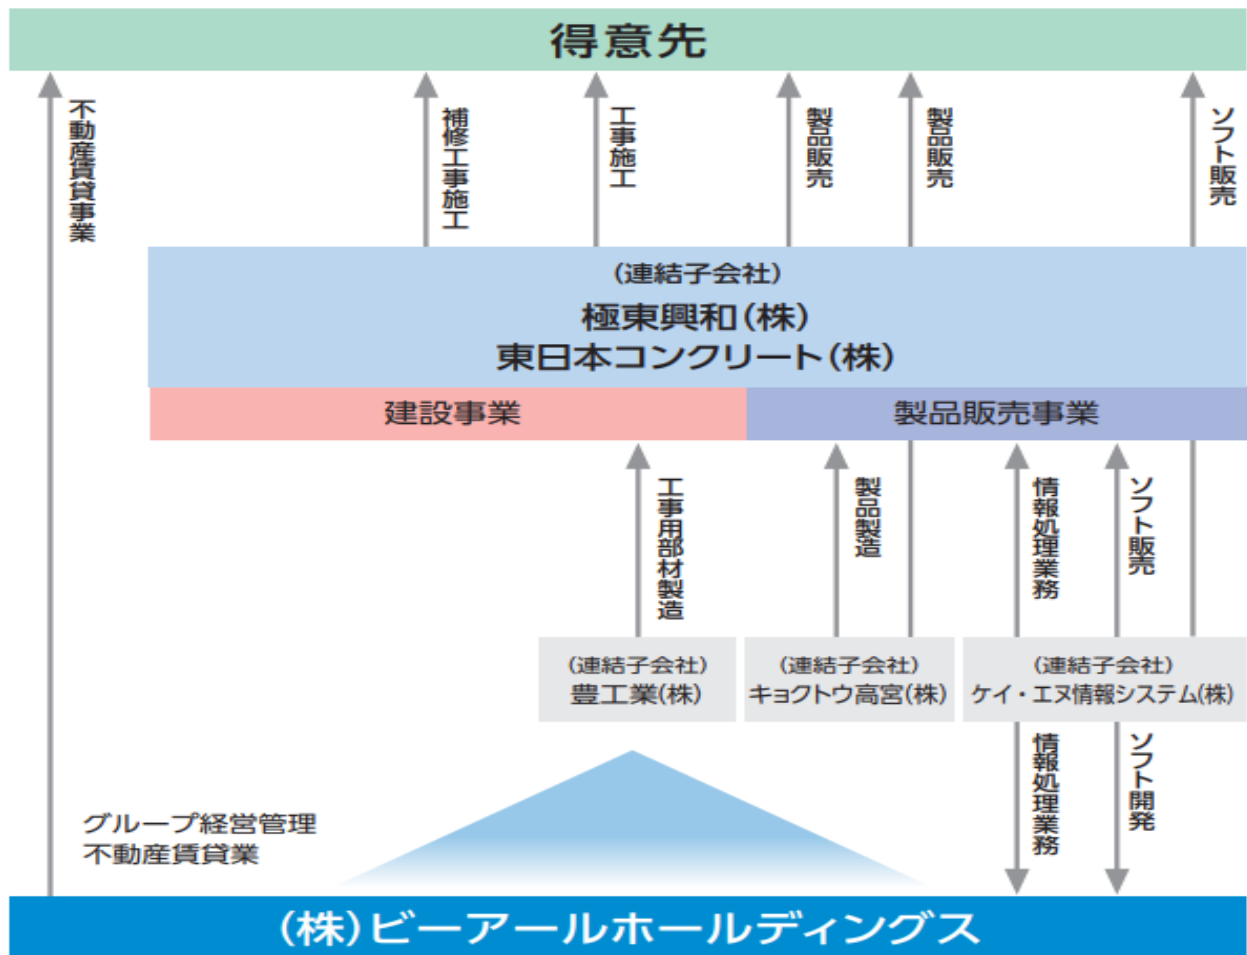 得意先
不動産賃貸事業
補修工事施工
工事施工
製品販売
製品販売
ソフト販売
(連結子会社)
極東興和(株)
東日本コンクリート(株)
建設事業
製品販売事業
工事用部材製造
製品製造
情報処理業務
ソフト販売
(連結子会社)
豊工業(株)
(連結子会社)
キョクトウ高宮(株)
(連結子会社)
ケイ・エヌ情報システム(株)
情報処理業務
ソフト開発
グループ経営管理
不動産賃貸業
(株)ビーアールホールディングス